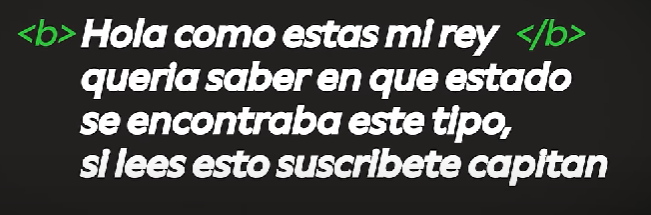 <b> Hola como estas mi rey </b>
queria saber en que estado
se encontraba este tipo,
si lees esto suscribete capitan